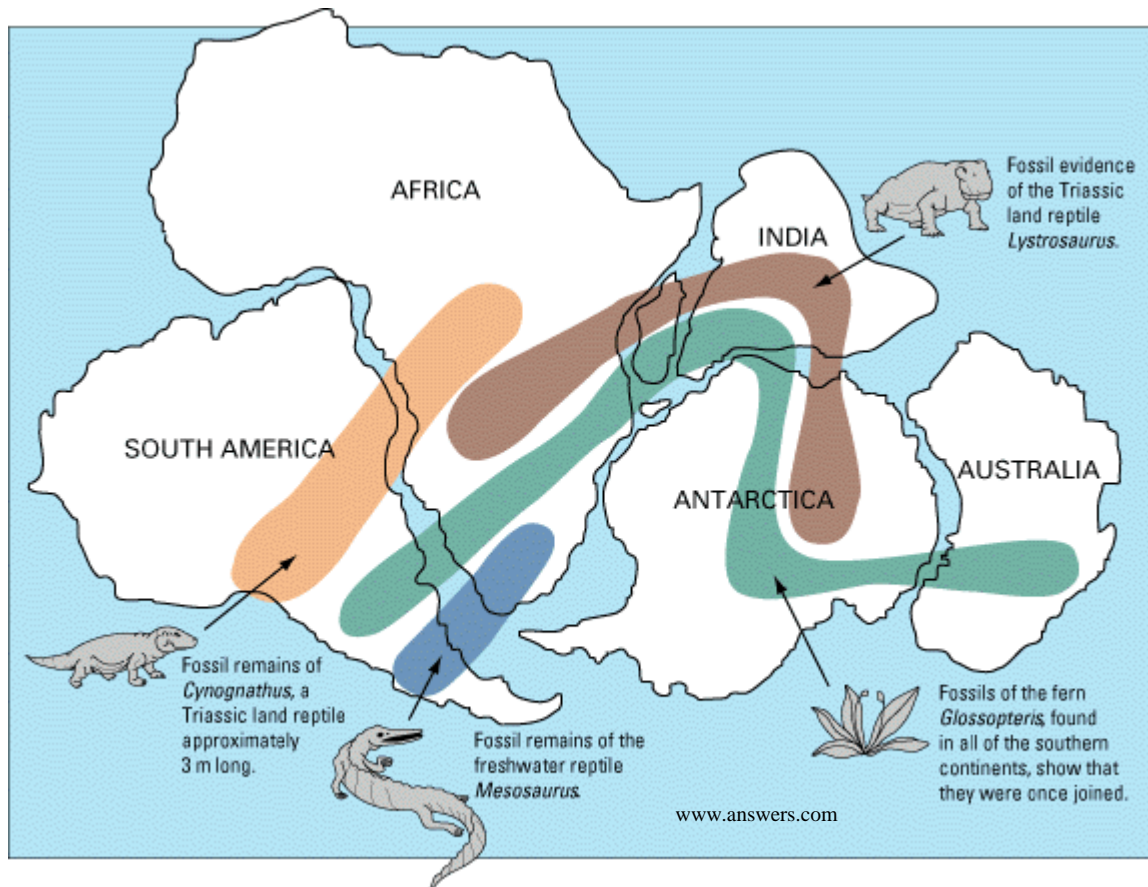 AFRICA
INDIA
Fossil evidence
of the Triassic
land reptile
Lystrosaurus.
SOUTH AMERICA
ANTARCTICA
AUSTRALIA
Fossil remains of
Cynognathus, a
Triassic land reptile
approximately
3 m long.
Fossil remains of the
freshwater reptile
Mesosaurus.
Fossils of the fern
Glossopteris, found
in all of the southern
continents, show that
they were once joined.
www.answers.com